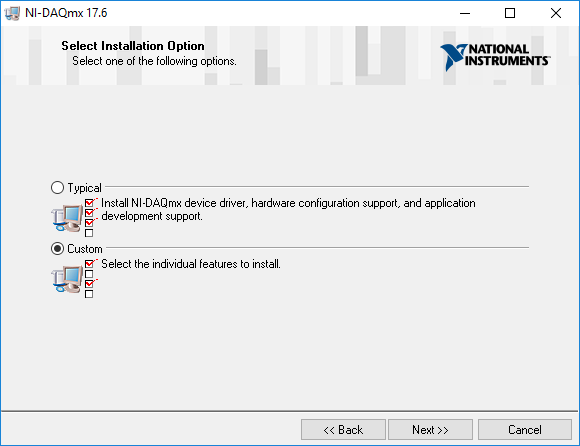 NI-DAQmx 17.6
Select Installation Option
Select one of the following options.
NATIONAL
INSTRUMENTS
Typical
Install NI-DAQmx device driver, hardware configuration support, and application
development support.
Custom
Select the individual features to install.
<< Back
Next >>
Cancel